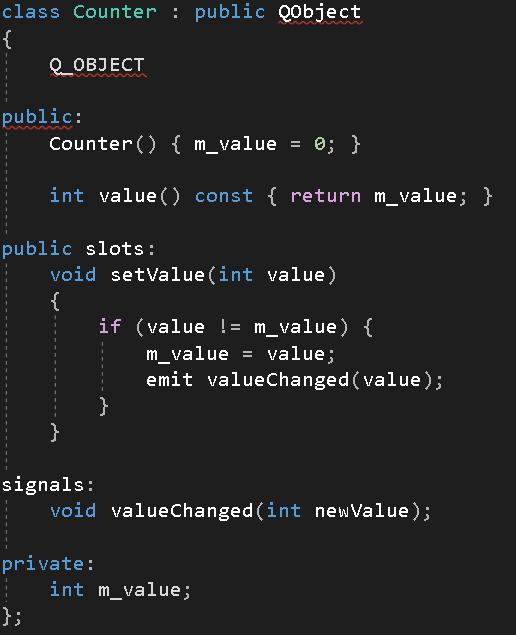 class Counter : public QObject
{
    Q_OBJECT

public:
    Counter() { m_value = 0; }

    int value() const { return m_value; }

public slots:
    void setValue(int value)
    {
        if (value != m_value) {
            m_value = value;
            emit valueChanged(value);
        }
    }

signals:
    void valueChanged(int newValue);

private:
    int m_value;
};